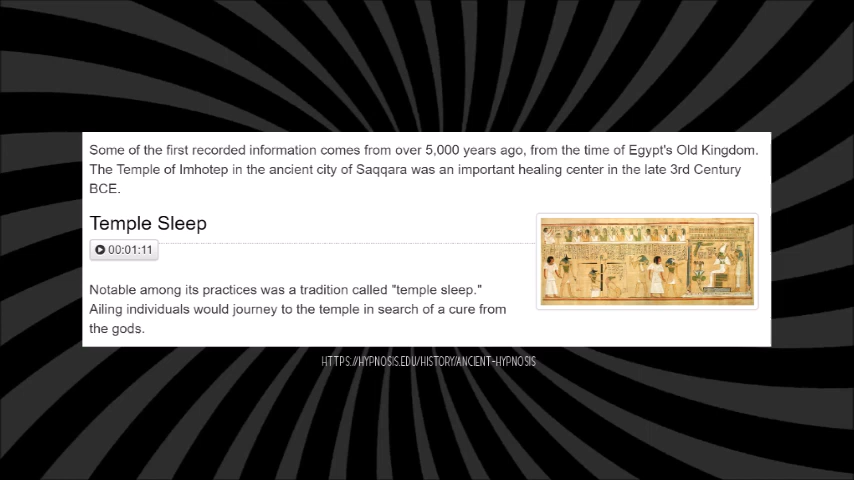 Some of the first recorded information comes from over 5,000 years ago, from the time of Egypt's Old Kingdom.
The Temple of Imhotep in the ancient city of Saqqara was an important healing center in the late 3rd Century
BCE.
Temple Sleep
00:01:11
Notable among its practices was a tradition called "temple sleep."
Ailing individuals would journey to the temple in search of a cure from
the gods.
HTTPS://HYPNOSIS.EDU/HISTORY/ANCIENT-HYPNOSIS